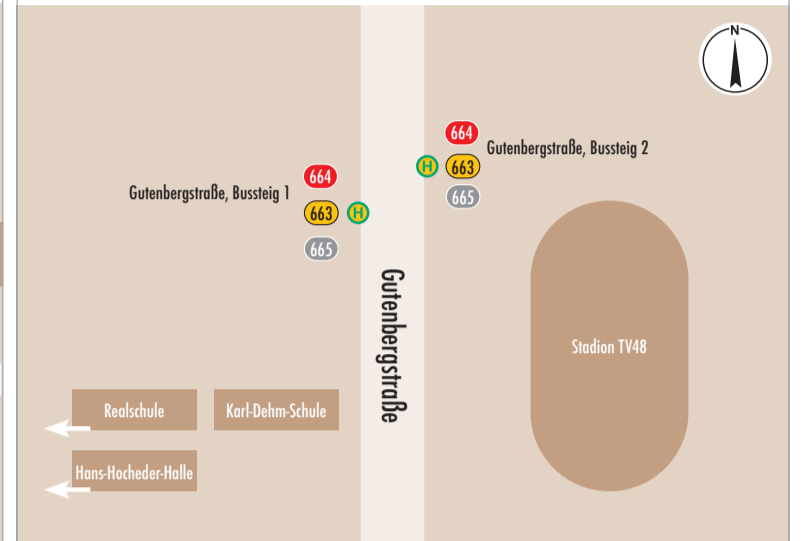 N
664
Gutenbergstraße, Bussteig 2
H 663
665
664
Gutenbergstraße, Bussteig 1
663 H
665
Gutenbergstraße
Stadion TV48
Realschule
Karl-Dehm-Schule
Hans-Hocheder-Halle